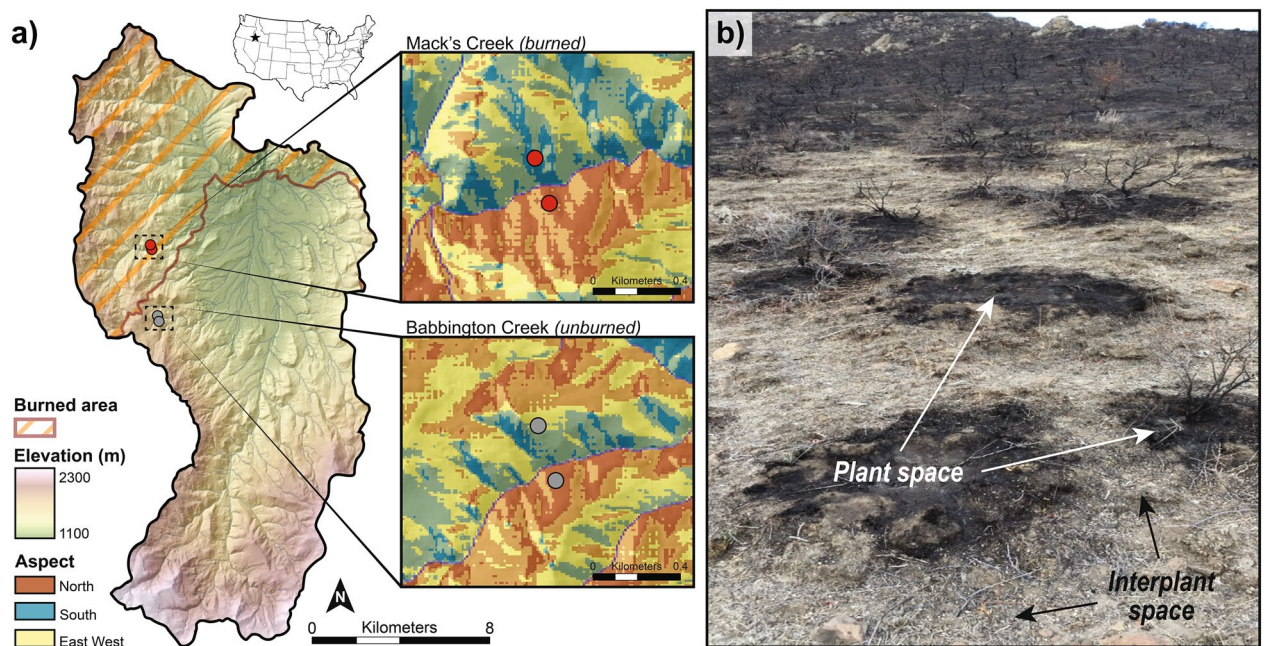 a)
Mack's Creek (burned)
0 Kilometers 0.4
Babbington Creek (unburned)
0 Kilometers 0.4
Burned area
Elevation (m)
2300
1100
Aspect
North
South
East West
N
Kilometers
0 8
b)
Plant space
Interplant
space